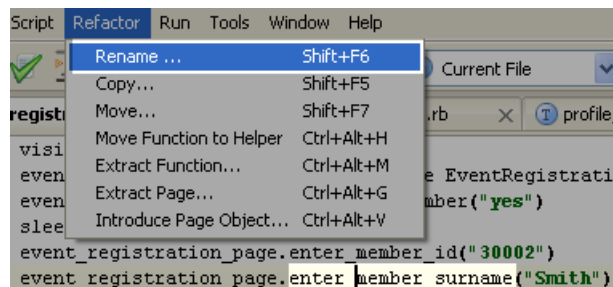 Script Refactor Run Tools Window Help
Rename ... Shift+F6
Current File
Copy... Shift+F5
regist Move... Shift+F7 .rb T profile
Move Function to Helper Ctrl+Alt+H
visi
Extract Function... Ctrl+Alt+M
even e EventRegistrati
Extract Page... Ctrl+Alt+G
even mber("yes")
Introduce Page Object... Ctrl+Alt+V
slee
event_registration_page.enter_member_id("30002")
event_registration_page.enter_member_surname("Smith")